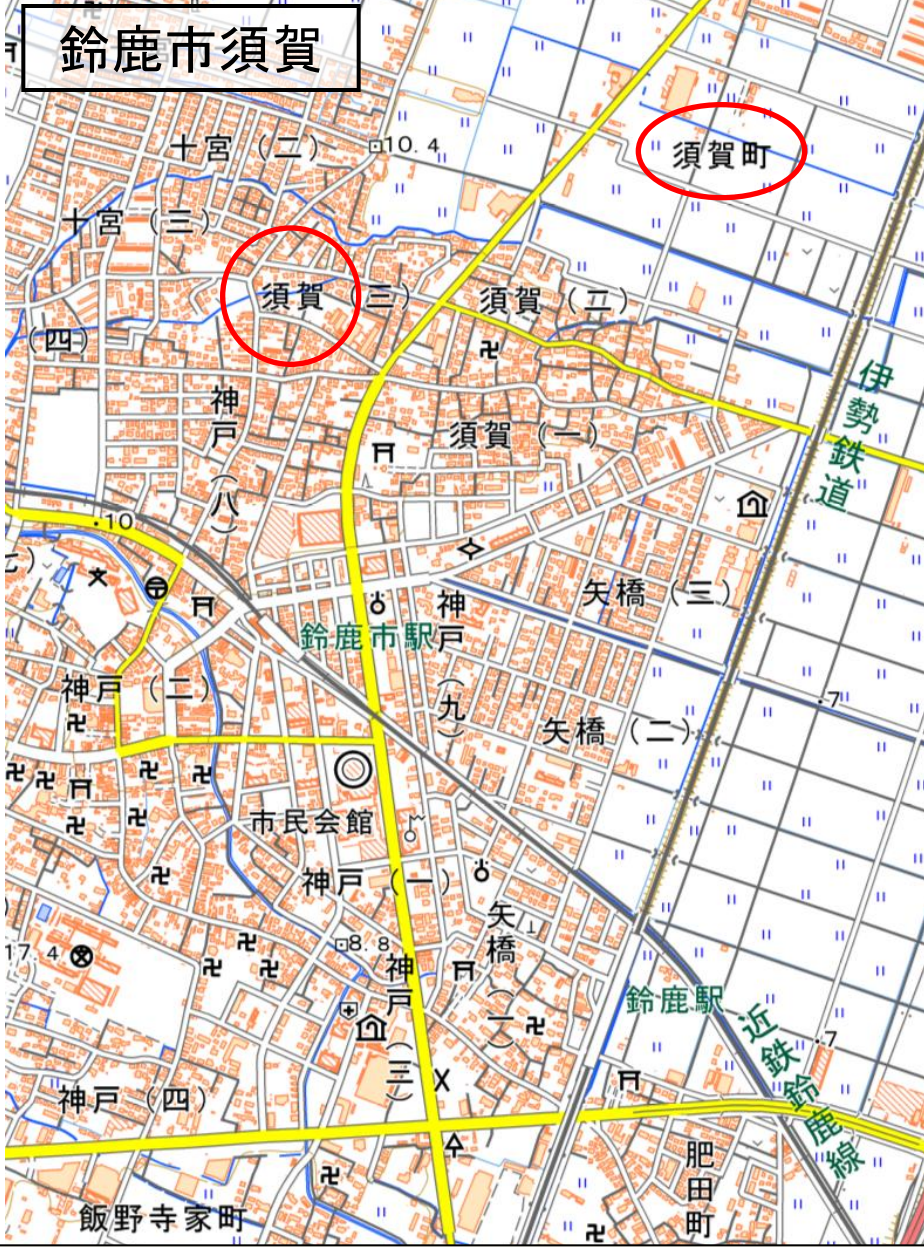 鈴鹿市須賀
十宮(二)
10.4
須賀町
十宮(三)
須賀(三)
須賀(二)
(四)
伊勢鉄道
神戸(八)
須賀(一)
10
七)
矢橋(三)
鈴鹿市駅
神戸(九)
神戸(二)
7
矢橋(二)
市民会館
神戸(一)
矢橋(一)
8.8
17.4
神戸(三)
鈴鹿駅
近鉄鈴鹿線
7
神戸(四)
肥田町
飯野寺家町